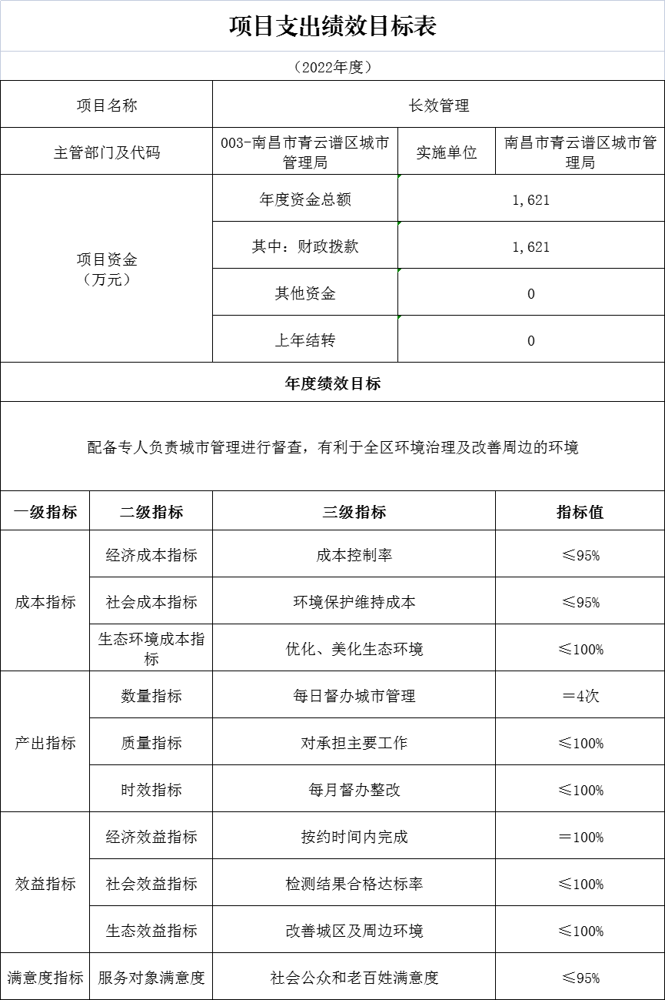 项目支出绩效目标表
（2022年度）
项目名称 长效管理
主管部门及代码 003-南昌市青云谱区城市管理局 实施单位 南昌市青云谱区城市管理局
项目资金（万元）
年度资金总额 1,621
其中：财政拨款 1,621
其他资金 0
上年结转 0
年度绩效目标
配备专人负责城市管理进行督查，有利于全区环境治理及改善周边的环境
一级指标 二级指标 三级指标 指标值
成本指标 经济成本指标 成本控制率 ≤95%
社会成本指标 环境保护维持成本 ≤95%
生态环境成本指标 优化、美化生态环境 ≤100%
产出指标 数量指标 每日督办城市管理 ＝4次
质量指标 对承担主要工作 ≤100%
时效指标 每月督办整改 ≤100%
效益指标 经济效益指标 按约时间内完成 ＝100%
社会效益指标 检测结果合格达标率 ≤100%
生态效益指标 改善城区及周边环境 ≤100%
满意度指标 服务对象满意度 社会公众和老百姓满意度 ≤95%